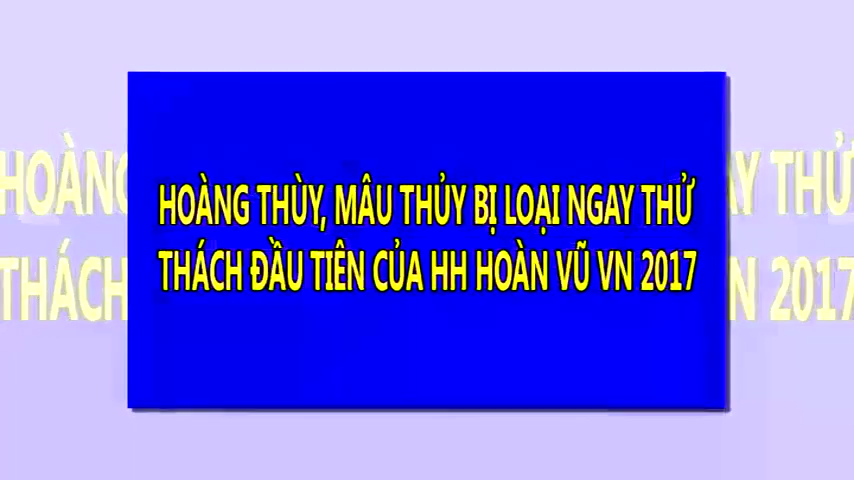 HOÀNG THÙY, MÂU THỦY BỊ LOẠI NGAY THỬ
THÁCH ĐẦU TIÊN CỦA HH HOÀN VŨ VN 2017